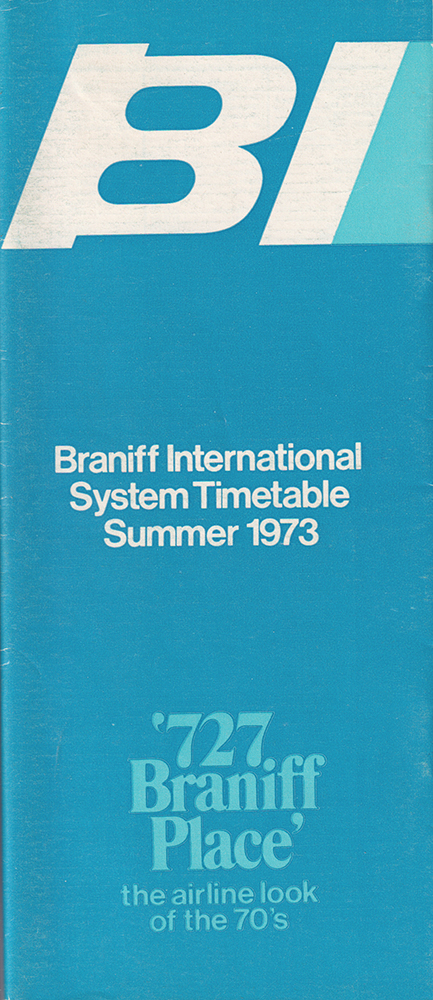 BI
Braniff International
System Timetable
Summer 1973
'727
Braniff
Place'
the airline look
of the 70's